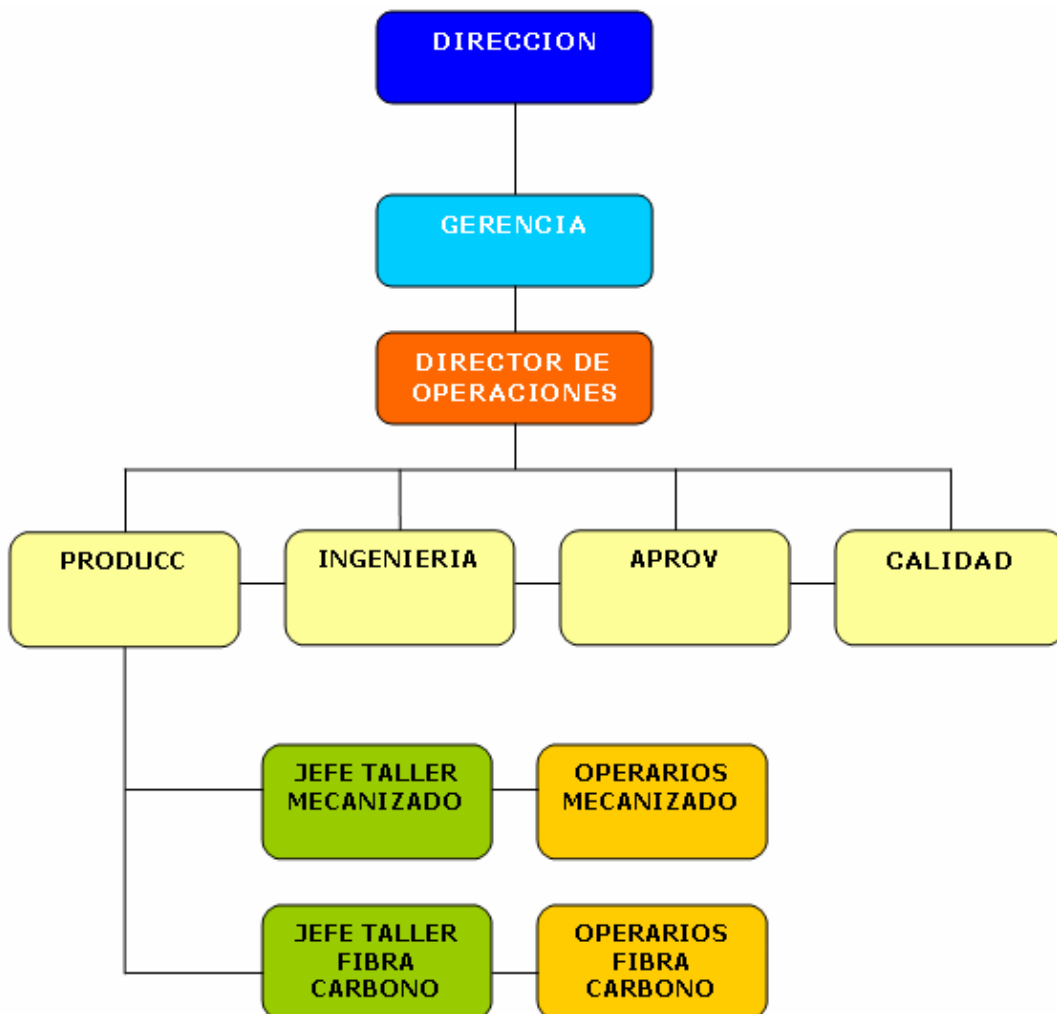 DIRECCION
GERENCIA
DIRECTOR DE
OPERACIONES
PRODUCC
INGENIERIA
APROV
CALIDAD
JEFE TALLER
MECANIZADO
OPERARIOS
MECANIZADO
JEFE TALLER
FIBRA
CARBONO
OPERARIOS
FIBRA
CARBONO